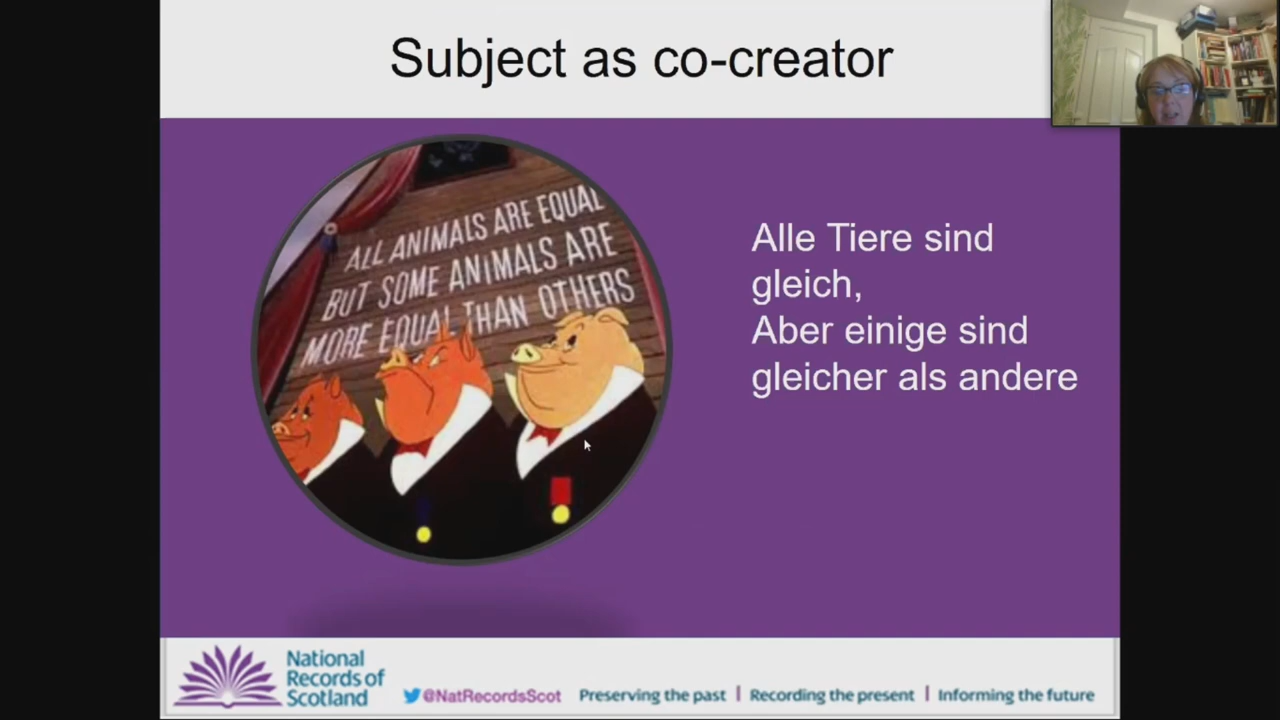 Subject as co-creator
ALL ANIMALS ARE EQUAL
BUT SOME ANIMALS ARE
MORE EQUAL THAN OTHERS
Alle Tiere sind
gleich,
Aber einige sind
gleicher als andere
National
Records of
Scotland
@NatRecordsScot
Preserving the past | Recording the present | Informing the future